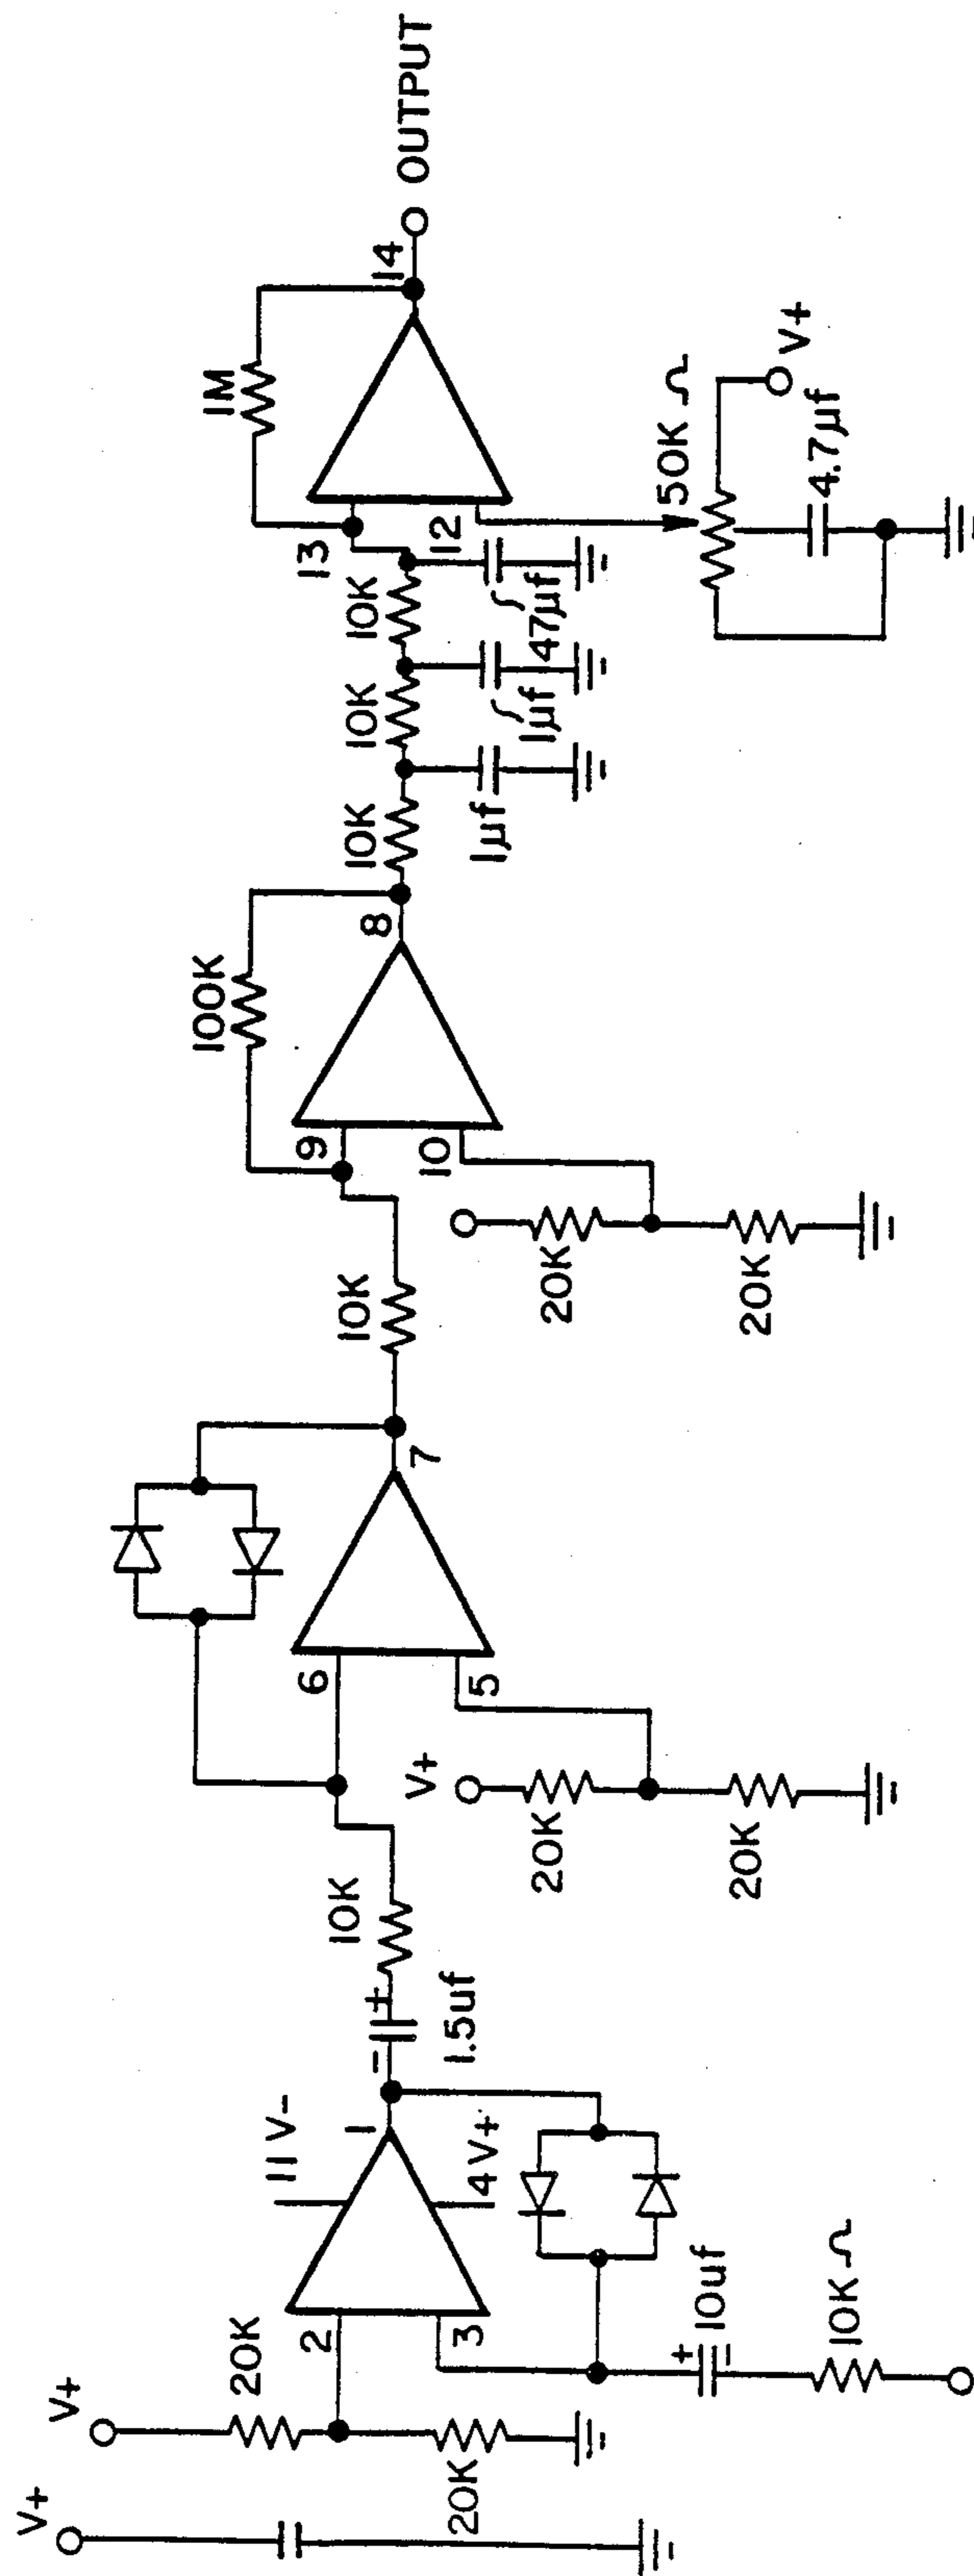 V+
V+
20K
20K
2
3
11 V-
1
4 V+
- +
1.5uf
+
-
10uf
10K Ω
10K
V+
20K
20K
6
5
7
10K
20K
20K
9
10
100K
8
10K
10K
10K
1µf
1µf
47µf
13
12
1M
14
OUTPUT
50K Ω
V+
4.7µf